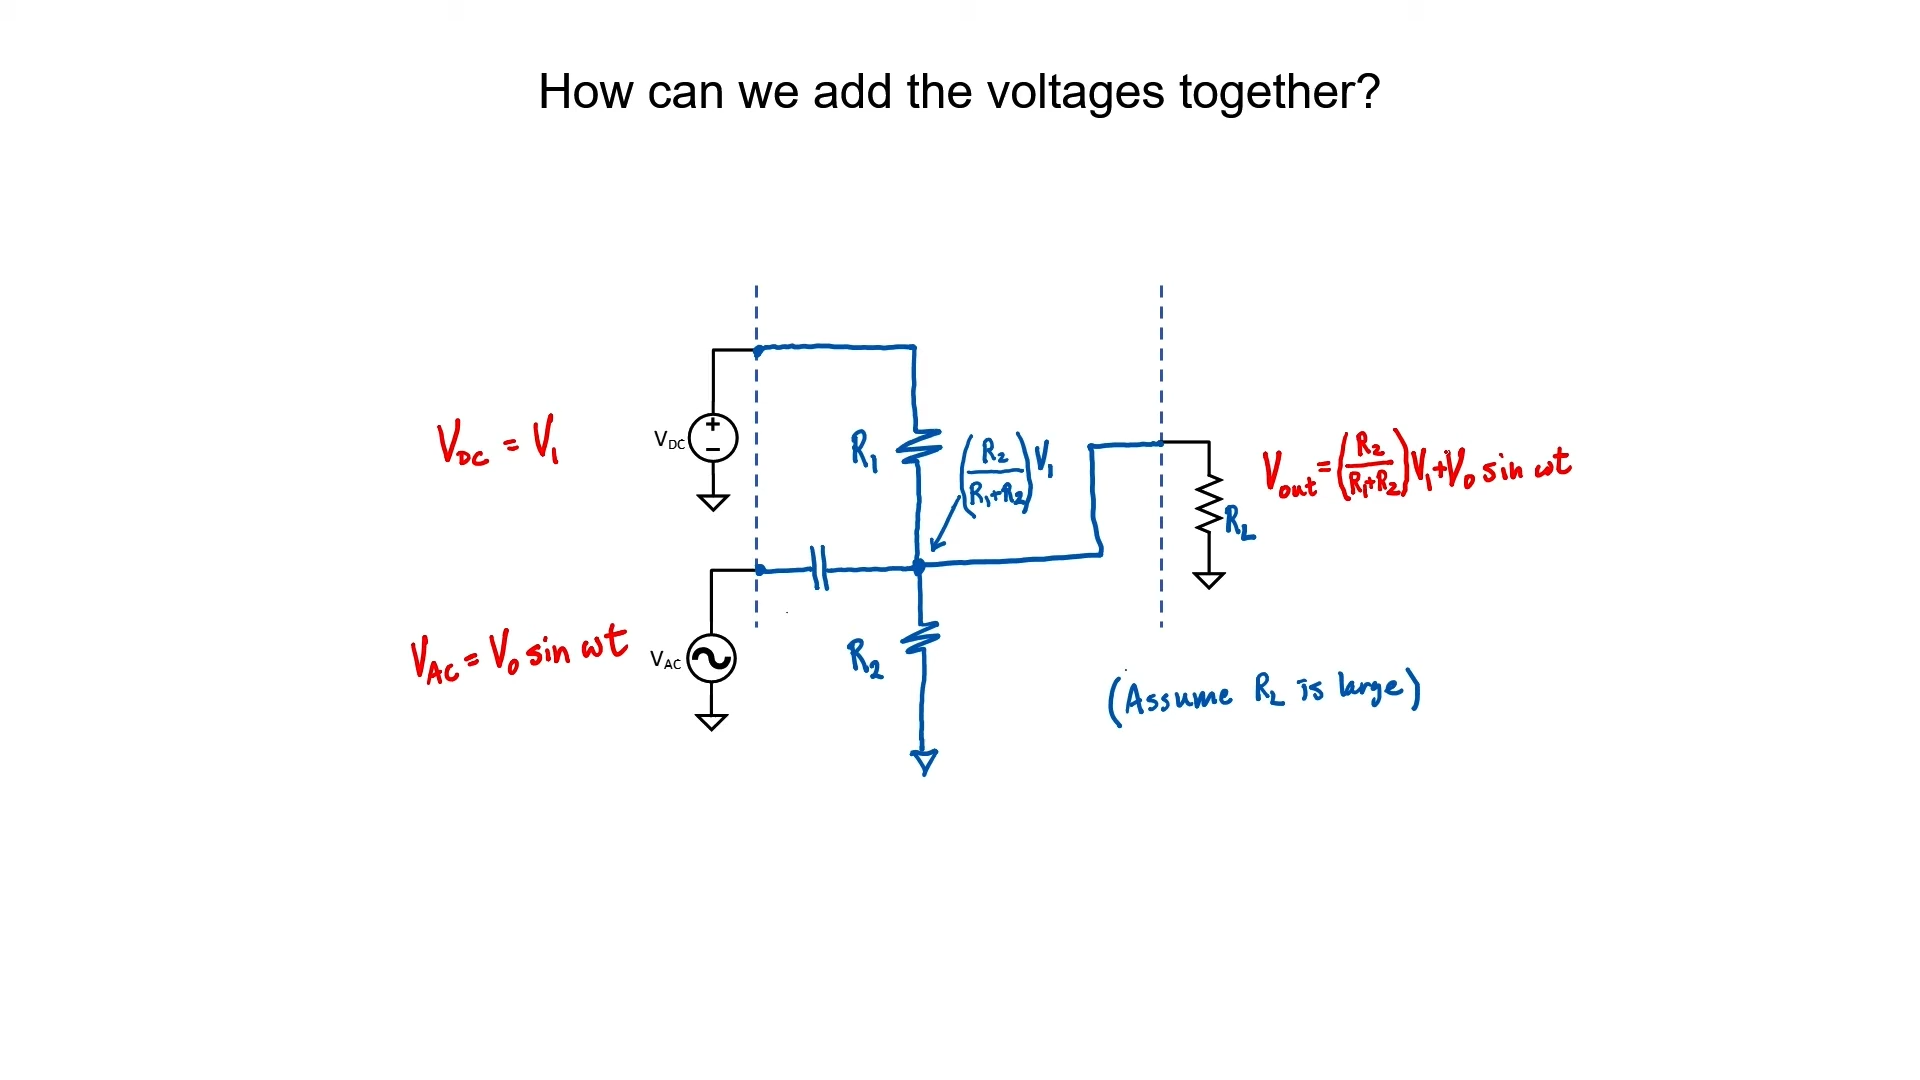 How can we add the voltages together?
V_DC = V_1
V_DC
+
−
R_1
(R_2/(R_1+R_2))V_1
V_out = (R_2/(R_1+R_2))V_1+V_0 sin ωt
R_L
V_AC = V_0 sin ωt
V_AC
R_2
(Assume R_L is large)